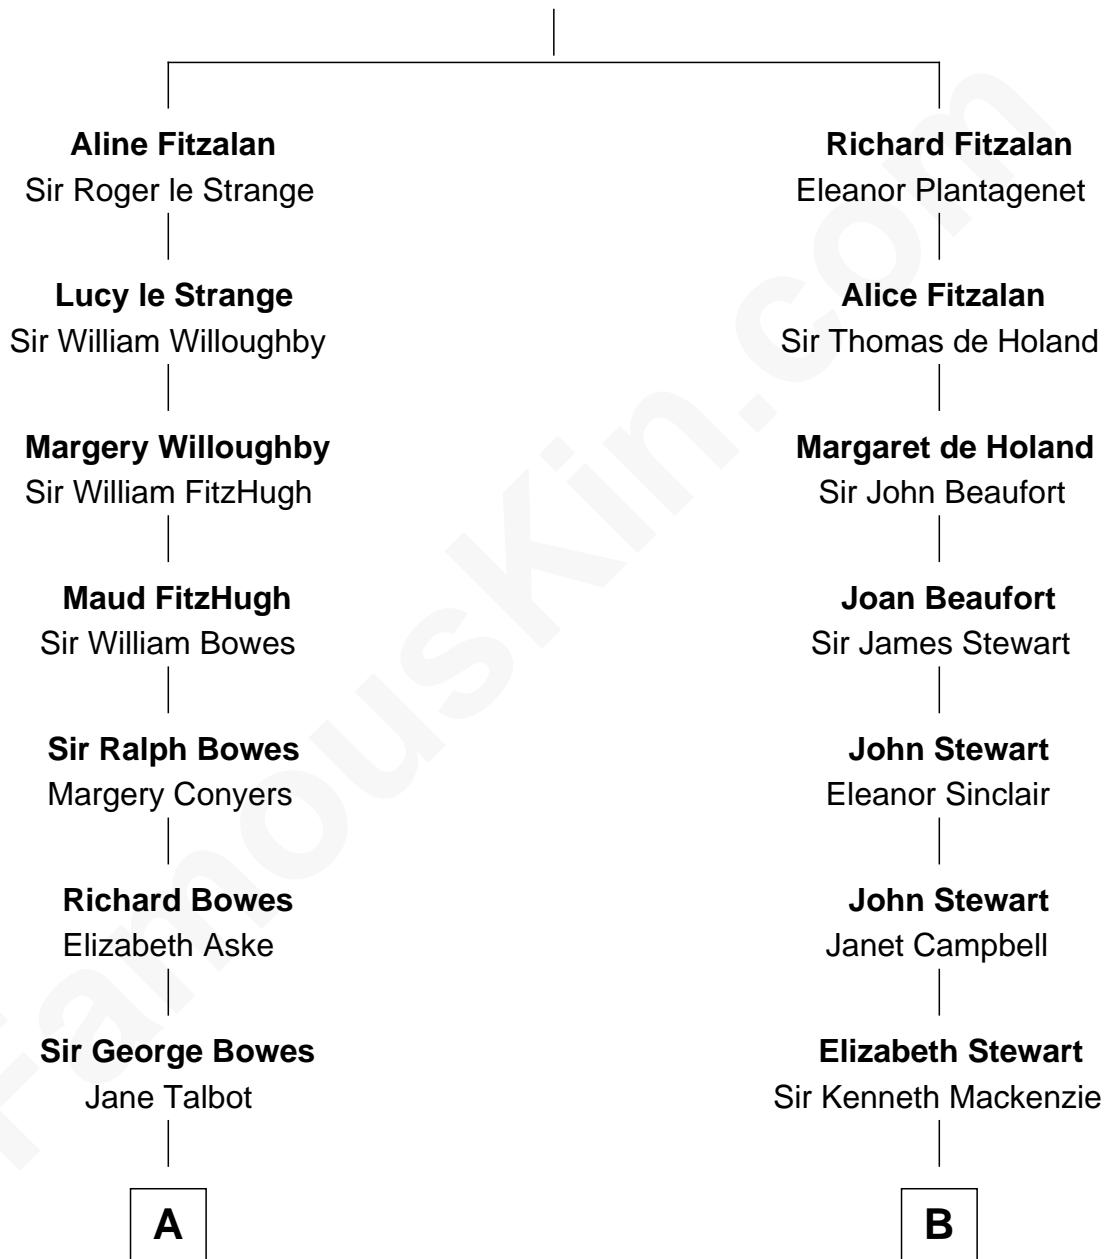 Aline Fitzalan
Sir Roger le Strange
Richard Fitzalan
Eleanor Plantagenet
Lucy le Strange
Sir William Willoughby
Alice Fitzalan
Sir Thomas de Holand
Margery Willoughby
Sir William FitzHugh
Margaret de Holand
Sir John Beaufort
Maud FitzHugh
Sir William Bowes
Joan Beaufort
Sir James Stewart
Sir Ralph Bowes
Margery Conyers
John Stewart
Eleanor Sinclair
Richard Bowes
Elizabeth Aske
John Stewart
Janet Campbell
Sir George Bowes
Jane Talbot
Elizabeth Stewart
Sir Kenneth Mackenzie
A
B
FamousKin.com